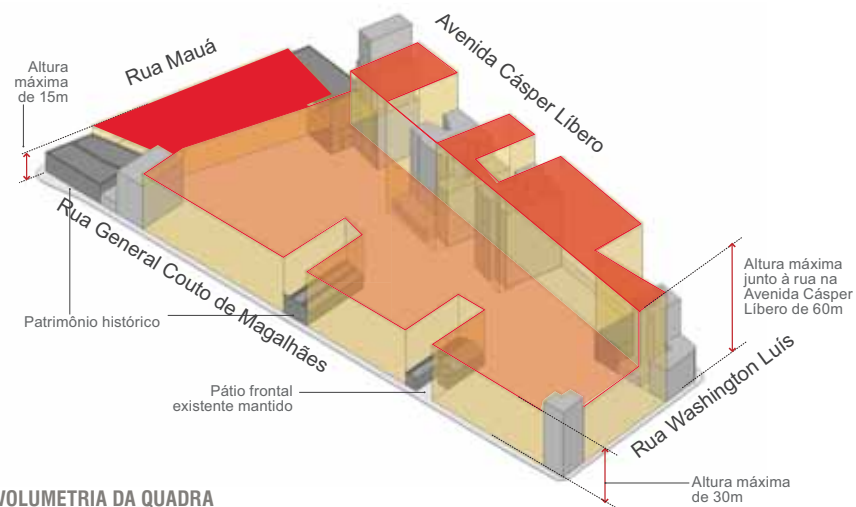 Avenida Cásper Líbero
Rua Mauá
Altura
máxima
de 15m
Rua General Couto de Magalhães
Patrimônio histórico
Pátio frontal
existente mantido
Altura máxima
junto à rua na
Avenida Cásper
Líbero de 60m
Rua Washington Luís
Altura máxima
de 30m
VOLUMETRIA DA QUADRA